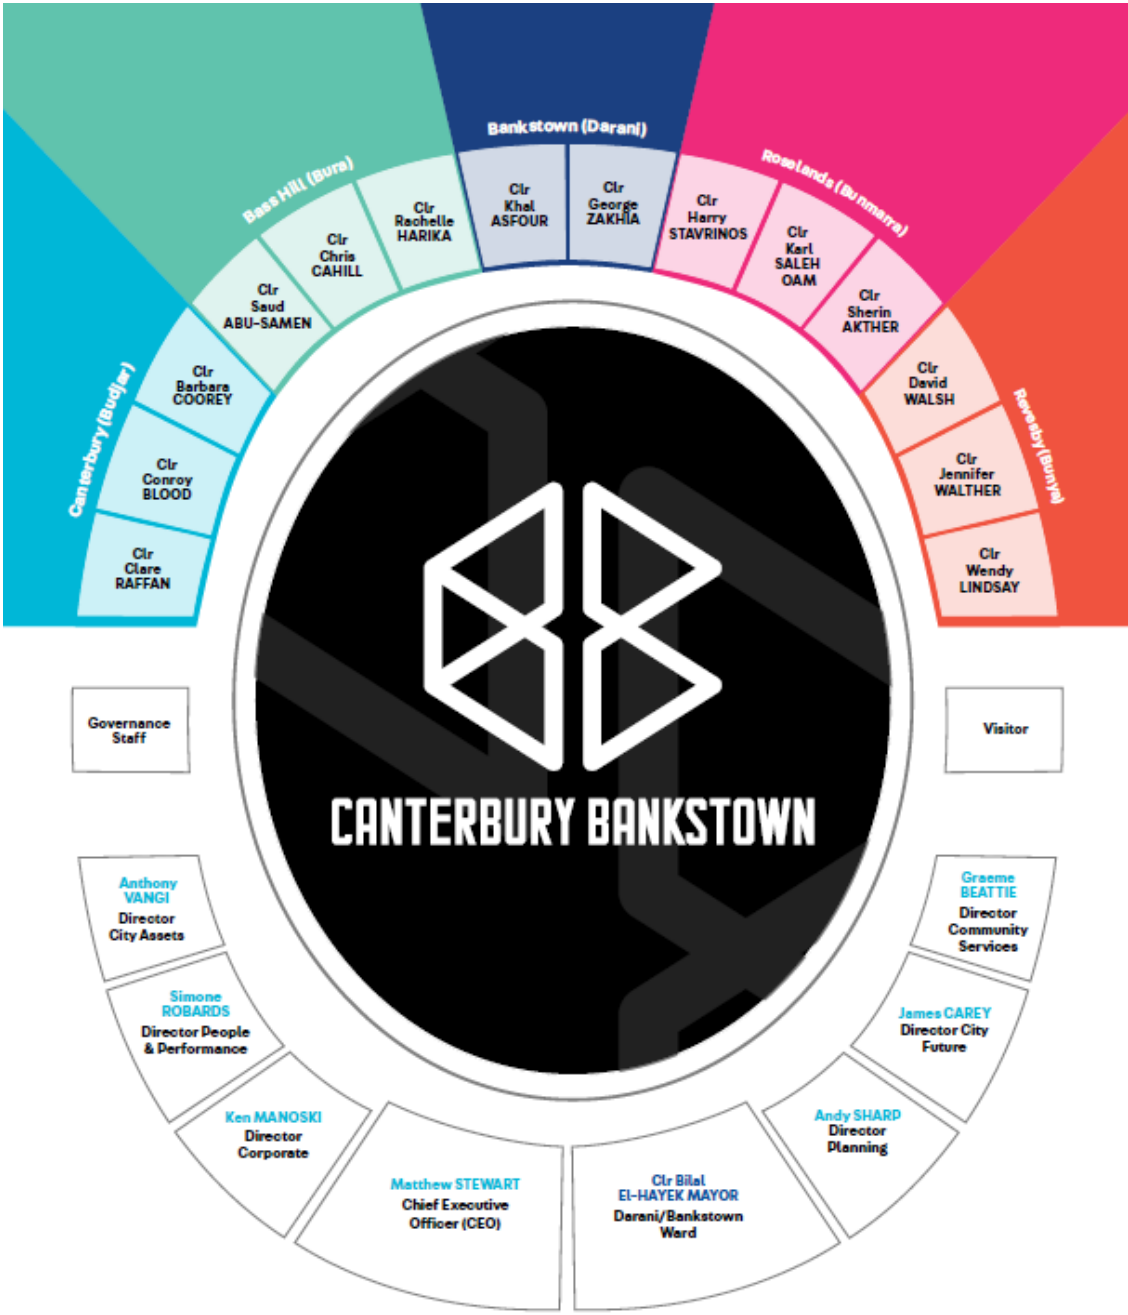 Bankstown (Darani)
Bass Hill (Bura)
Roselands (Bunmarra)
Canterbury (Budjar)
Revesby (Bunya)
Clr
Clare
RAFFAN
Clr
Conroy
BLOOD
Clr
Barbara
COOREY
Clr
Saud
ABU-SAMEN
Clr
Chris
CAHILL
Clr
Rachelle
HARIKA
Clr
Khal
ASFOUR
Clr
George
ZAKHIA
Clr
Harry
STAVRINOS
Clr
Karl
SALEH
OAM
Clr
Sherin
AKTHER
Clr
David
WALSH
Clr
Jennifer
WALTHER
Clr
Wendy
LINDSAY
Governance
Staff
Visitor
CANTERBURY BANKSTOWN
Anthony
VANGI
Director
City Assets
Simone
ROBARDS
Director People
& Performance
Ken MANOSKI
Director
Corporate
Matthew STEWART
Chief Executive
Officer (CEO)
Clr Bilal
El-HAYEK MAYOR
Darani/Bankstown
Ward
Andy SHARP
Director
Planning
James CAREY
Director City
Future
Graeme
BEATTIE
Director
Community
Services